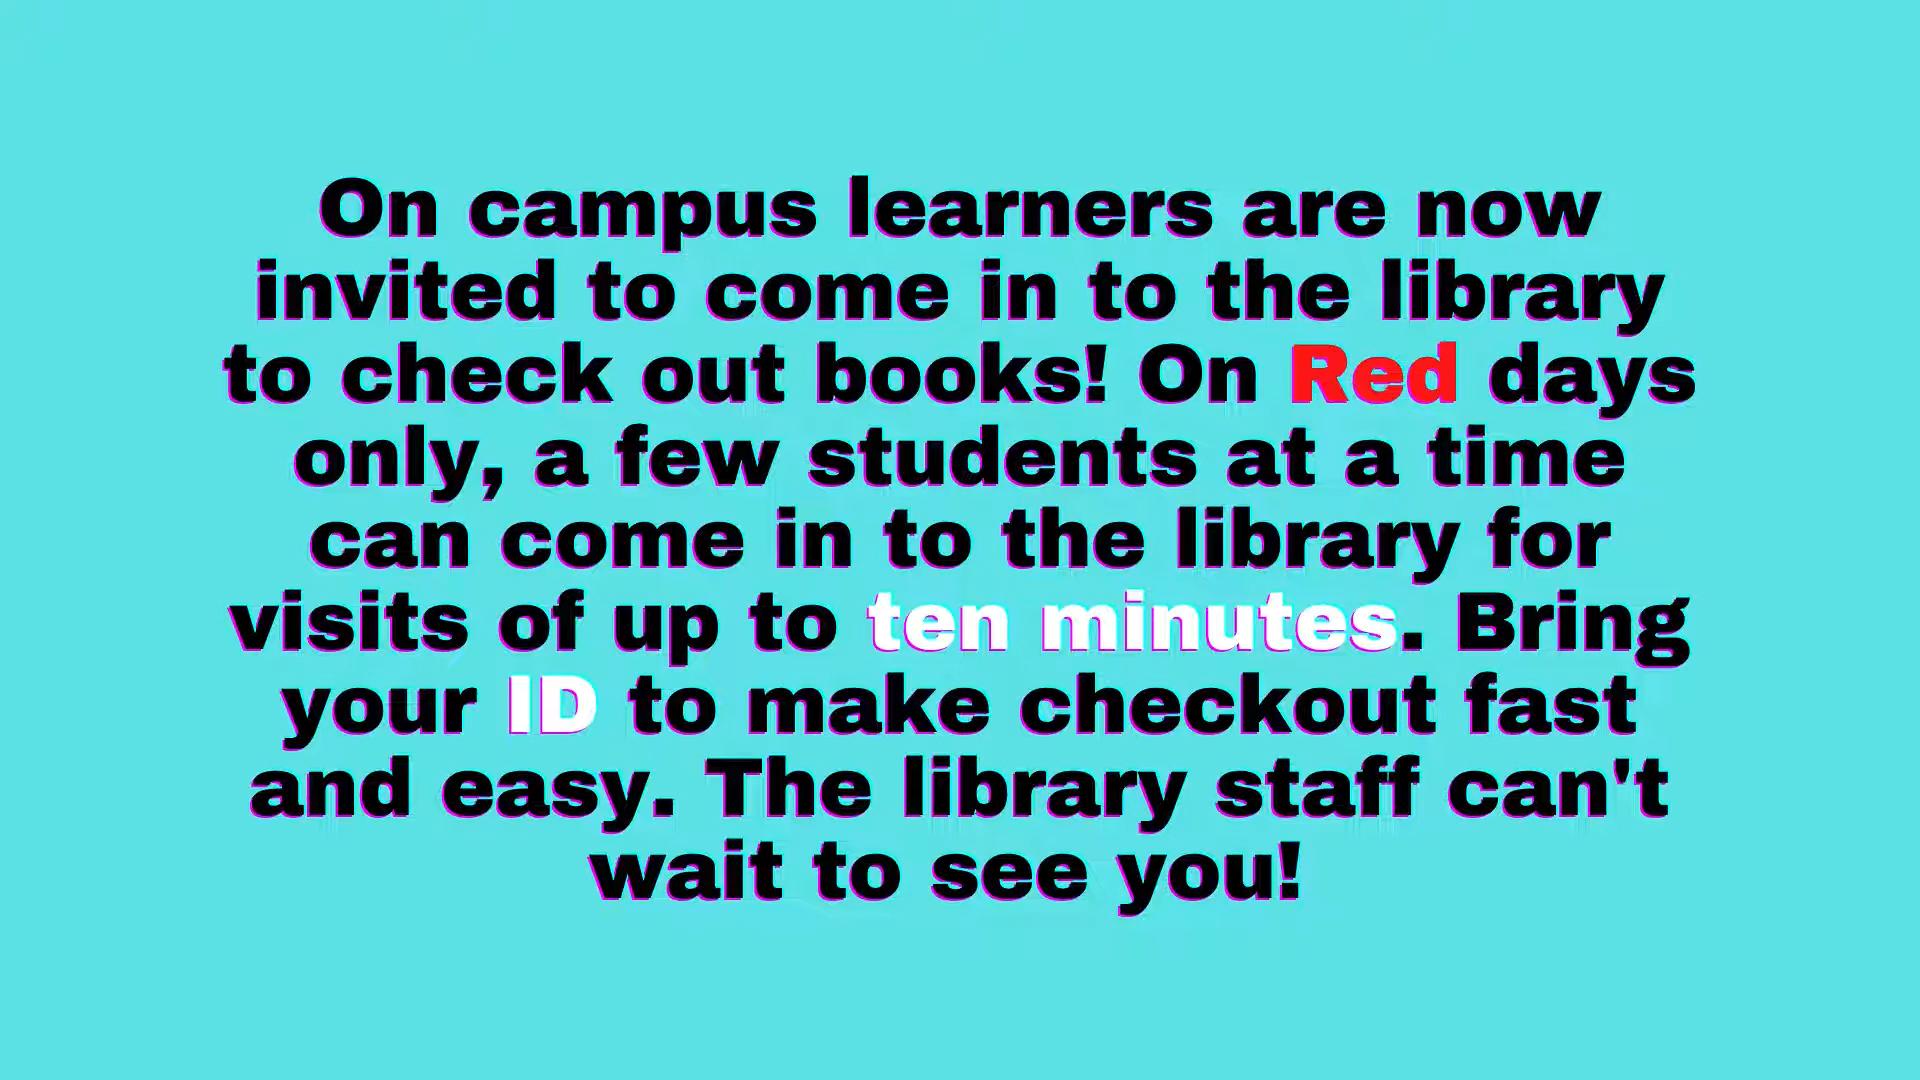 On campus learners are now
invited to come in to the library
to check out books! On Red days
only, a few students at a time
can come in to the library for
visits of up to ten minutes. Bring
your ID to make checkout fast
and easy. The library staff can't
wait to see you!